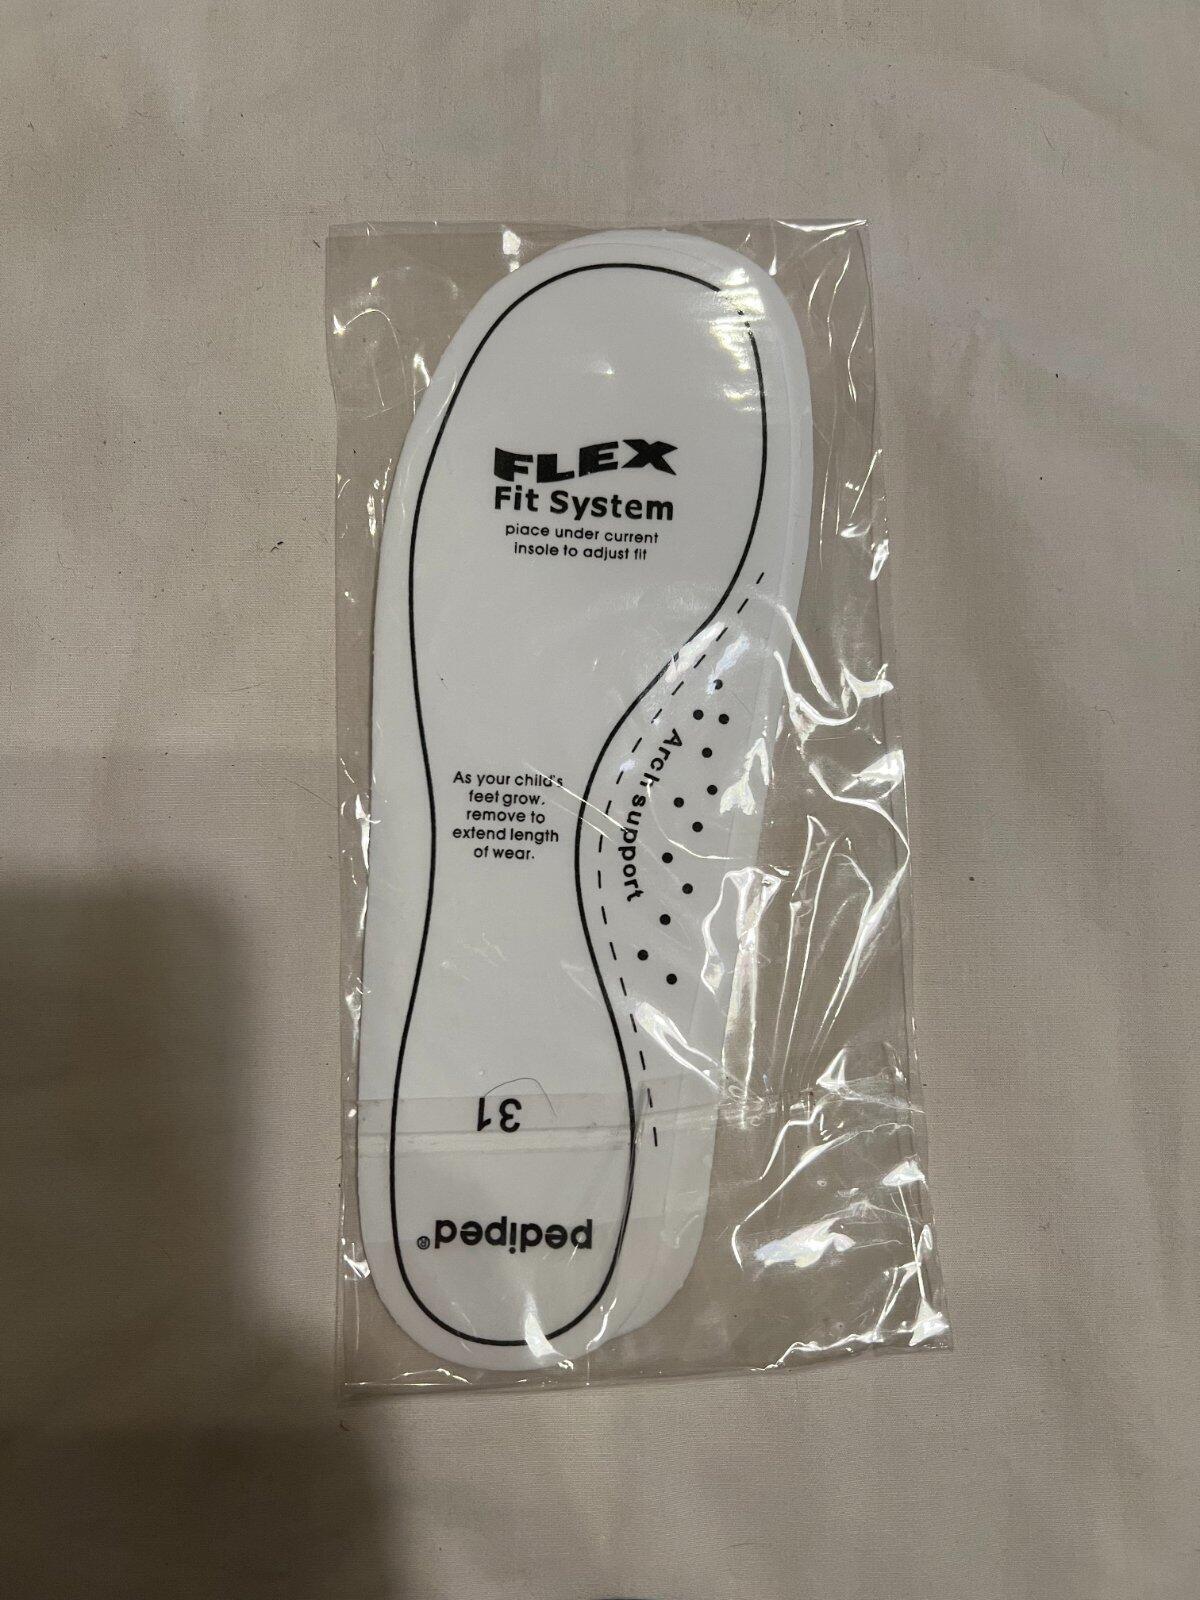 FLEX
Fit System
place under current
insole to adjust fit
Arch support
As your child's
feet grow,
remove to
extend length
of wear.
31
pediped®